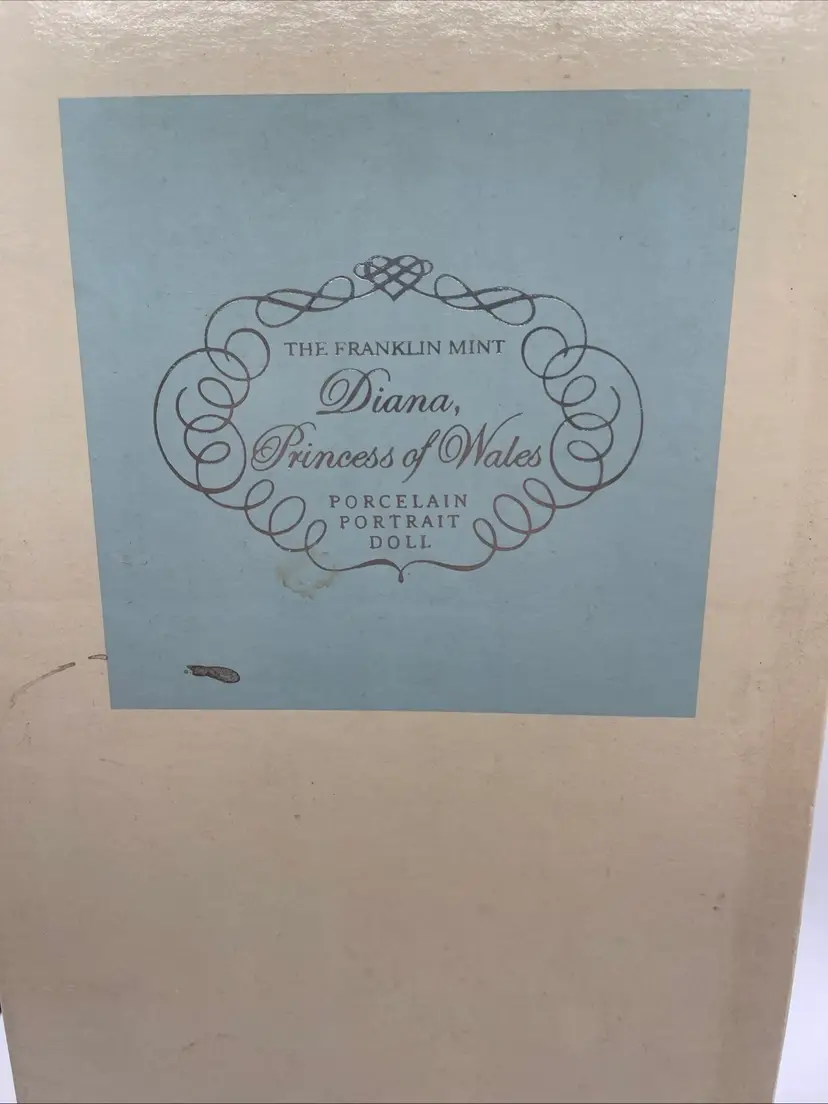 THE FRANKLIN MINT
Diana,
Princess of Wales
PORCELAIN
PORTRAIT
DOLL